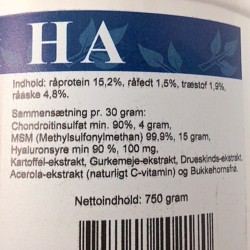 HA
Indhold: råprotein 15,2%, råfedt 1,5%, træstof 1,9%,
råaske 4,8%.
Sammensætning pr. 30 gram:
Chondroitinsulfat min. 90%, 4 gram,
MSM (Methylsulfonylmethan) 99,9%, 15 gram,
Hyaluronsyre min 90 %, 100 mg,
Kartoffel-ekstrakt, Gurkemeje-ekstrakt, Drueskinds-ekstrakt,
Acerola-ekstrakt (naturligt C-vitamin) og Bukkehornsfrø.
Nettoindhold: 750 gram